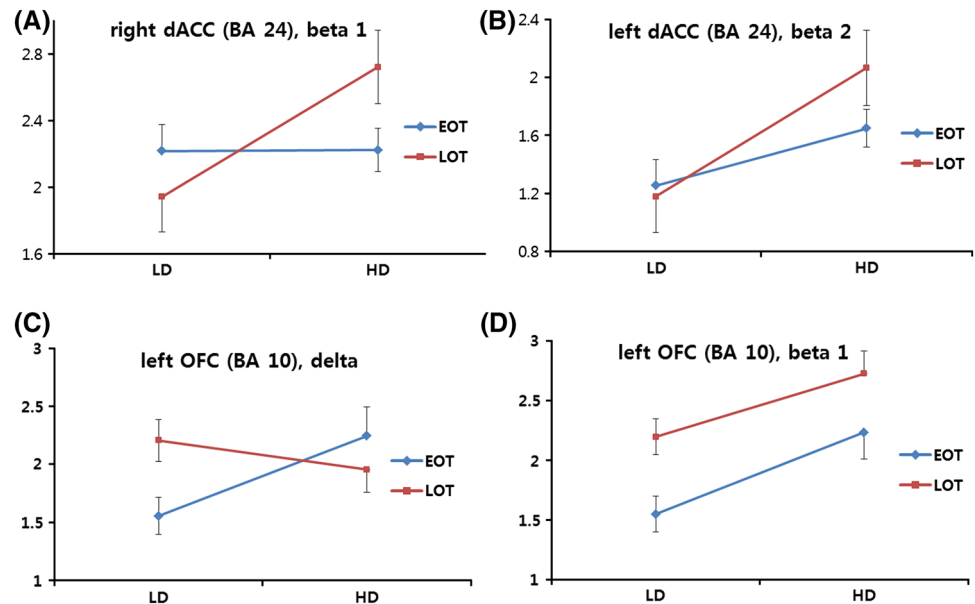 (A)
right dACC (BA 24), beta 1
2.8
2.4
2
1.6
LD
HD
EOT
LOT
(B)
left dACC (BA 24), beta 2
2.4
2
1.6
1.2
0.8
LD
HD
EOT
LOT
(C)
left OFC (BA 10), delta
3
2.5
2
1.5
1
LD
HD
EOT
LOT
(D)
left OFC (BA 10), beta 1
3
2.5
2
1.5
1
LD
HD
EOT
LOT